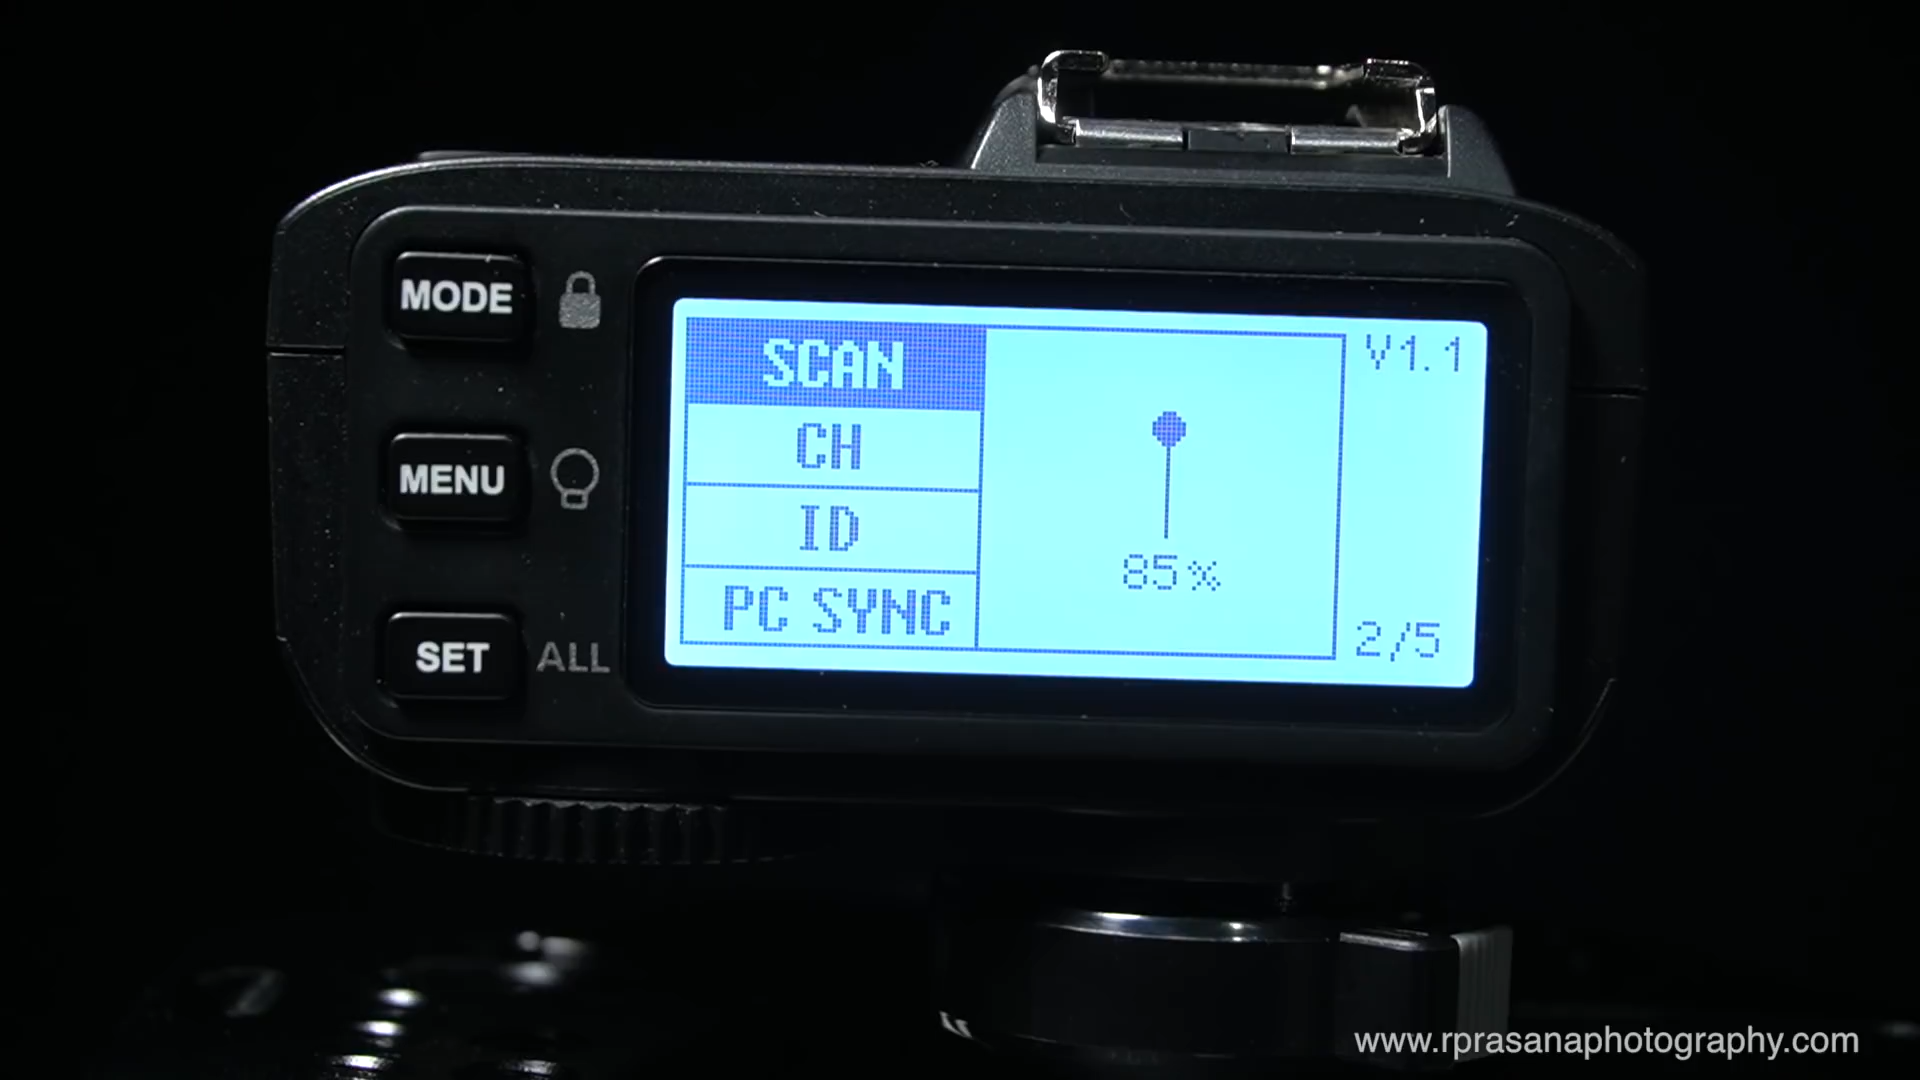 MODE
MENU
SET ALL
SCAN
CH
ID
PC SYNC
85%
V1.1
2/5
www.rprasanaphotography.com